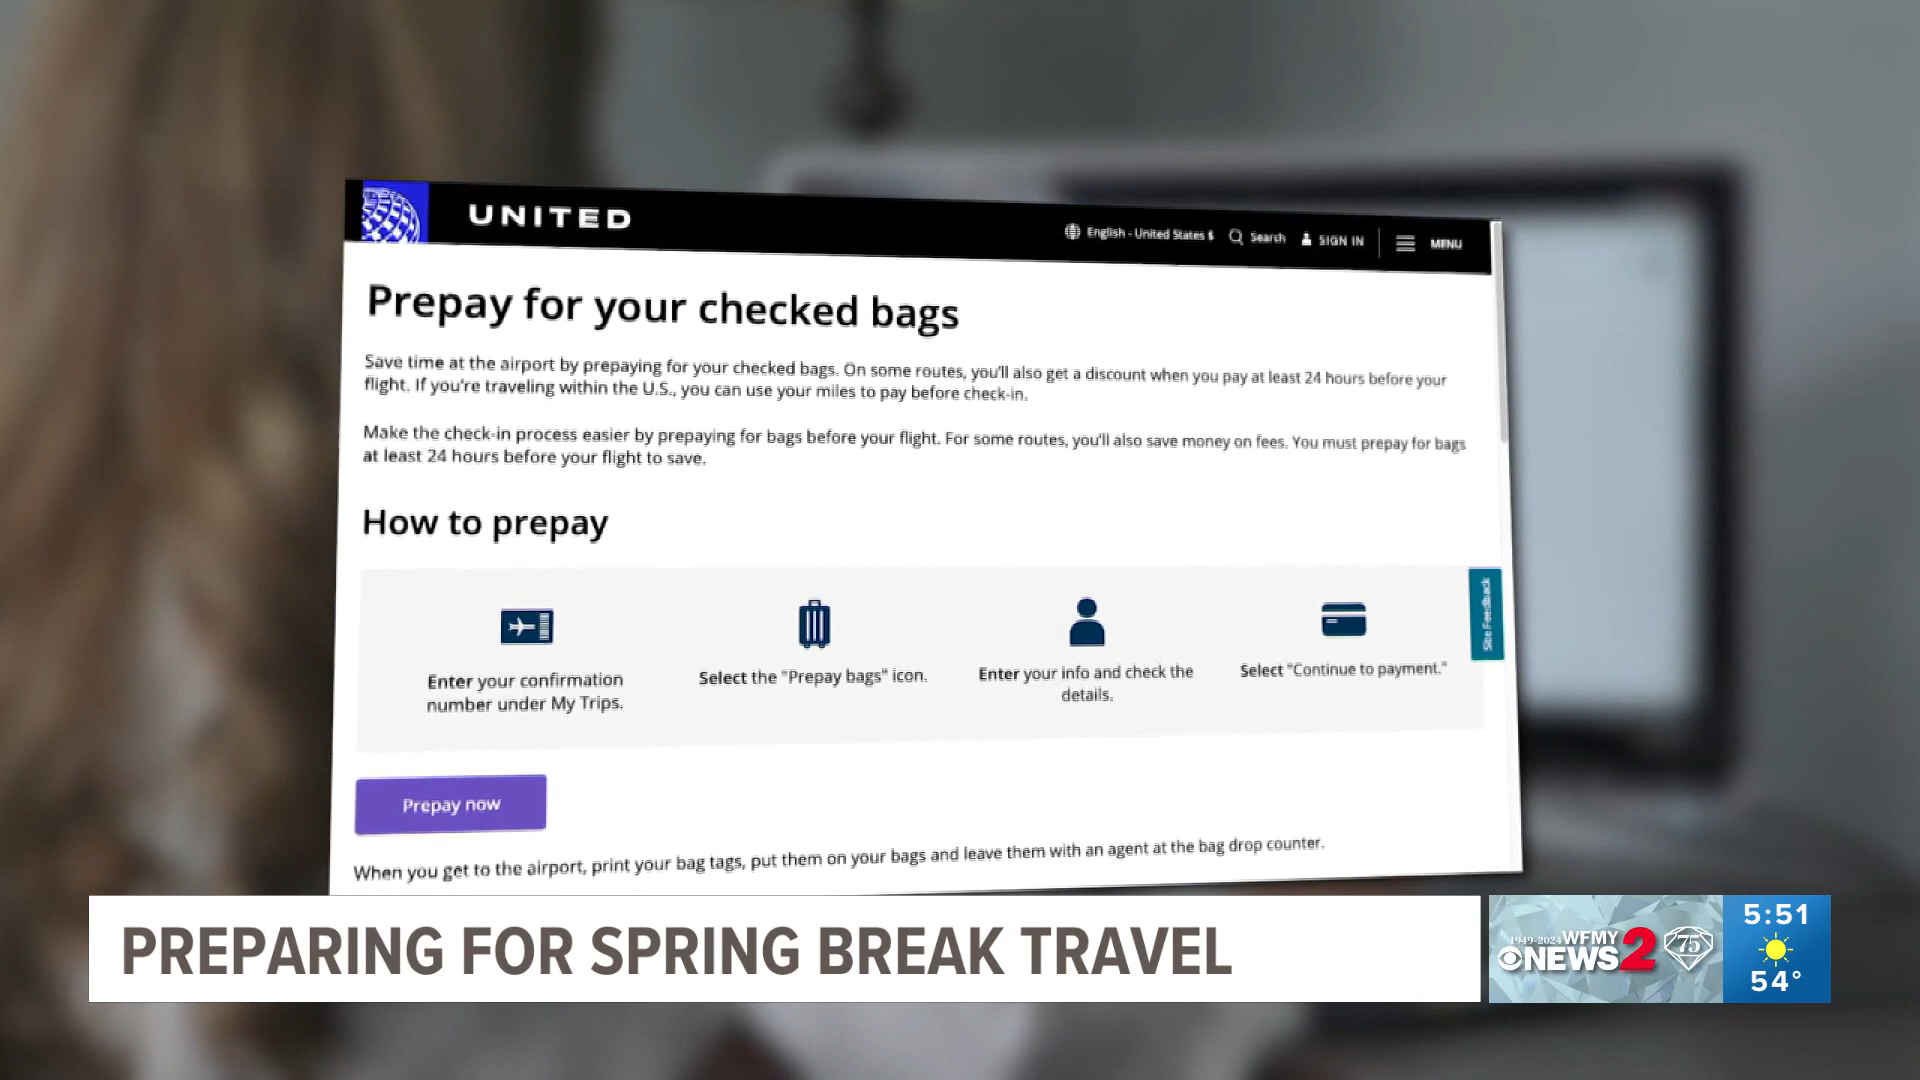 UNITED
English - United States $ Search SIGN IN MENU
Prepay for your checked bags
Save time at the airport by prepaying for your checked bags. On some routes, you'll also get a discount when you pay at least 24 hours before your
flight. If you're traveling within the U.S., you can use your miles to pay before check-in.
Make the check-in process easier by prepaying for bags before your flight. For some routes, you'll also save money on fees. You must prepay for bags
at least 24 hours before your flight to save.
How to prepay
Enter your confirmation
number under My Trips.
Select the "Prepay bags" icon.
Enter your info and check the
details.
Select "Continue to payment."
Site Feedback
Prepay now
When you get to the airport, print your bag tags, put them on your bags and leave them with an agent at the bag drop counter.
PREPARING FOR SPRING BREAK TRAVEL
1949-2024 WFMY
NEWS 2
75
5:51
54°